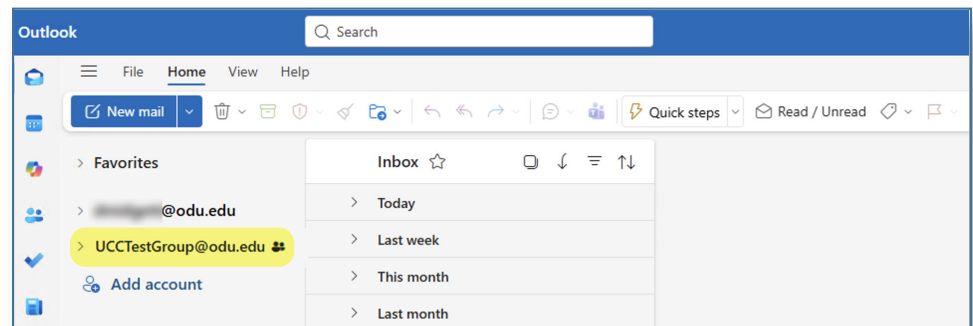 Outlook
Search
File Home View Help
New mail Quick steps Read / Unread
Favorites
Inbox
@odu.edu
Today
UCCTestGroup@odu.edu
Last week
Add account
This month
Last month